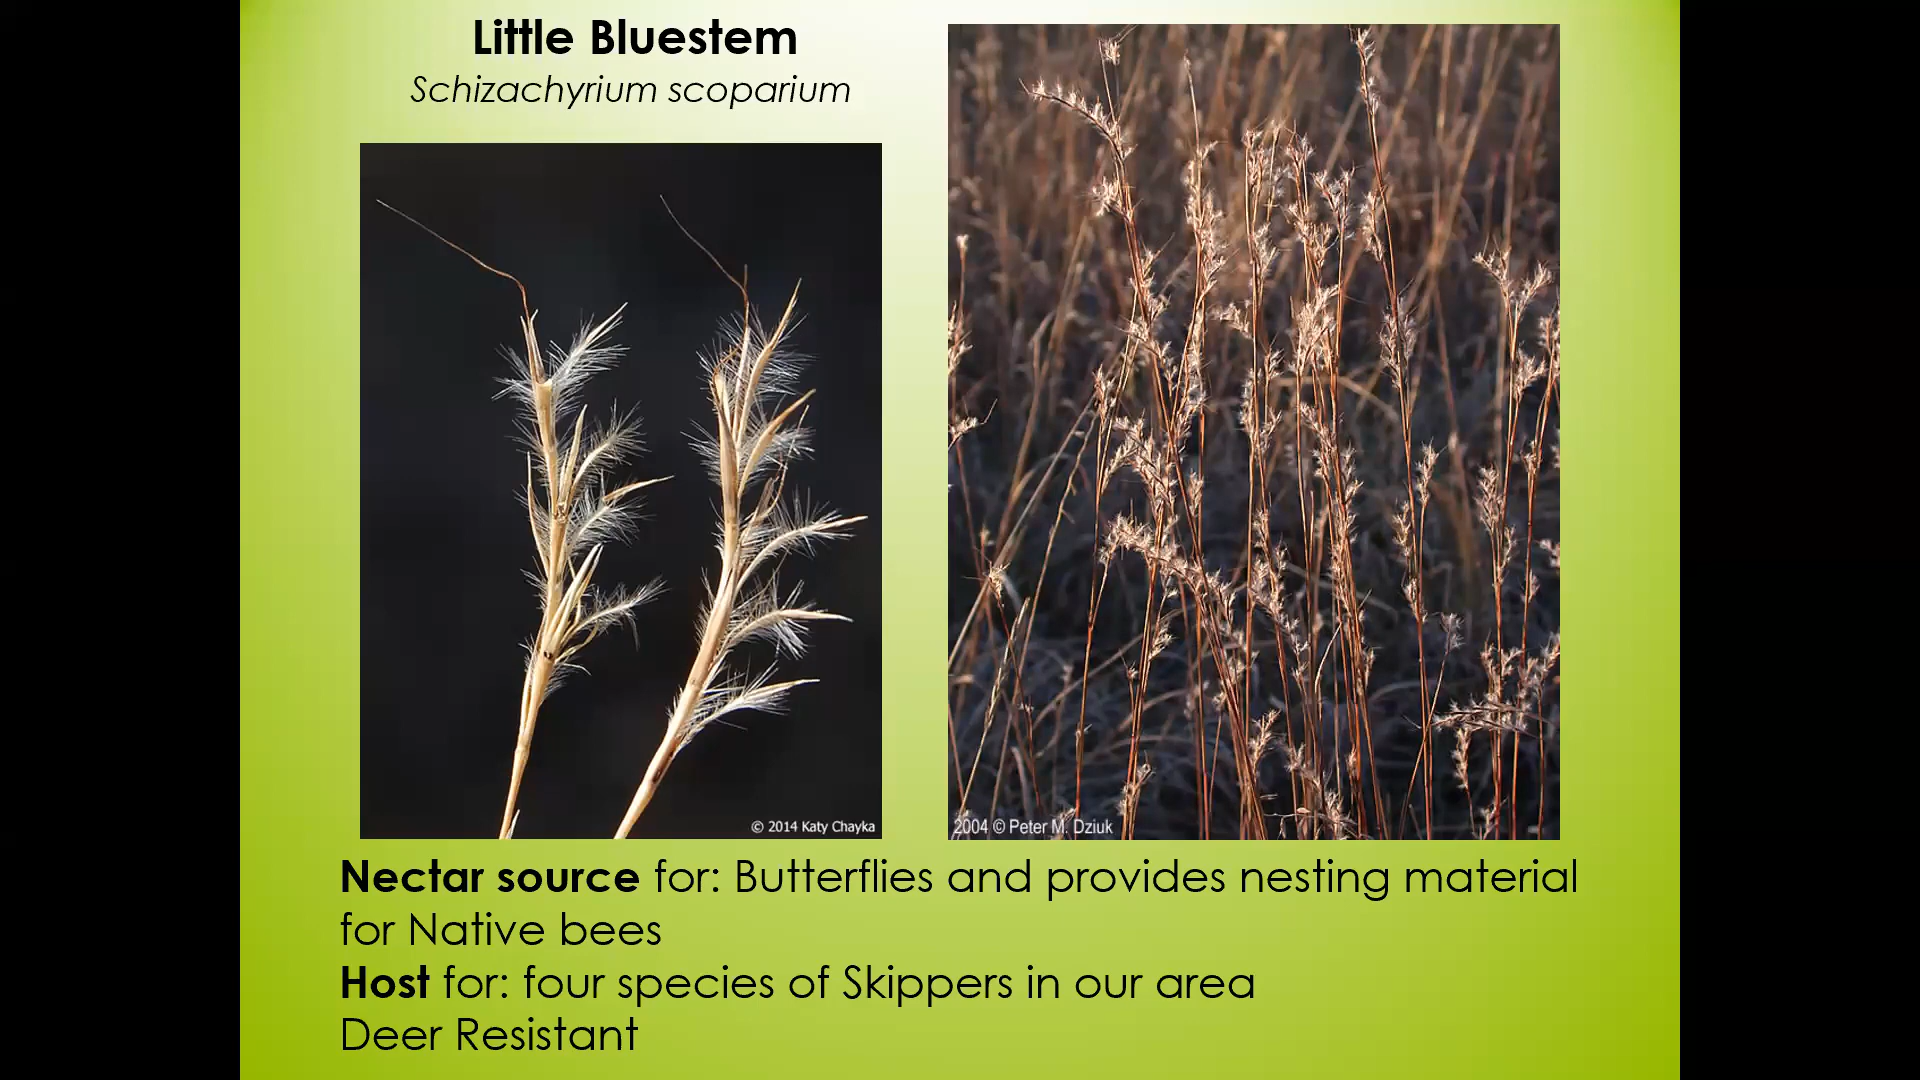 Little Bluestem
Schizachyrium scoparium
© 2014 Katy Chayka
2004 © Peter M. Dziuk
Nectar source for: Butterflies and provides nesting material
for Native bees
Host for: four species of Skippers in our area
Deer Resistant